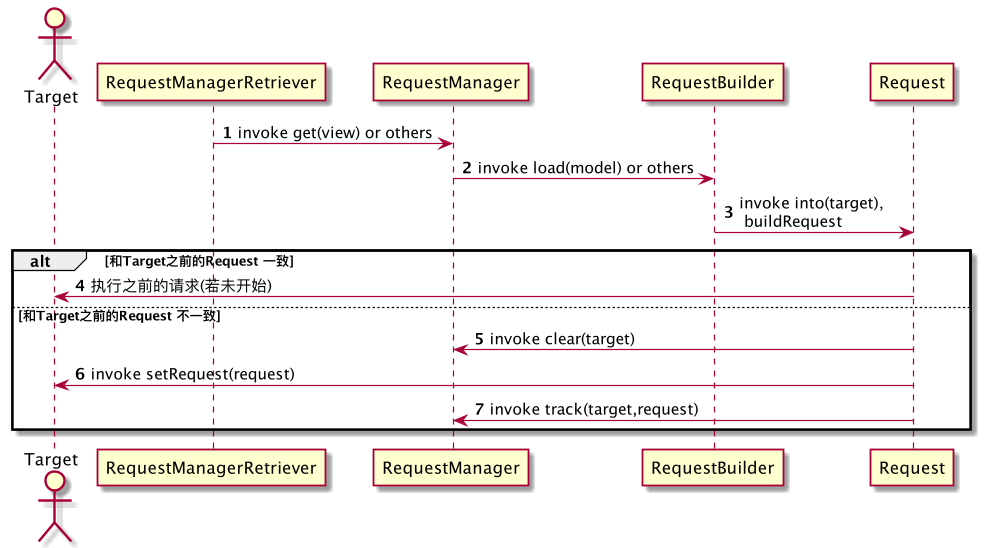 Target
RequestManagerRetriever
RequestManager
RequestBuilder
Request
1 invoke get(view) or others
2 invoke load(model) or others
3 invoke into(target),
buildRequest
alt [和Target之前的Request 一致]
4 执行之前的请求(若未开始)
[和Target之前的Request 不一致]
5 invoke clear(target)
6 invoke setRequest(request)
7 invoke track(target,request)
Target
RequestManagerRetriever
RequestManager
RequestBuilder
Request